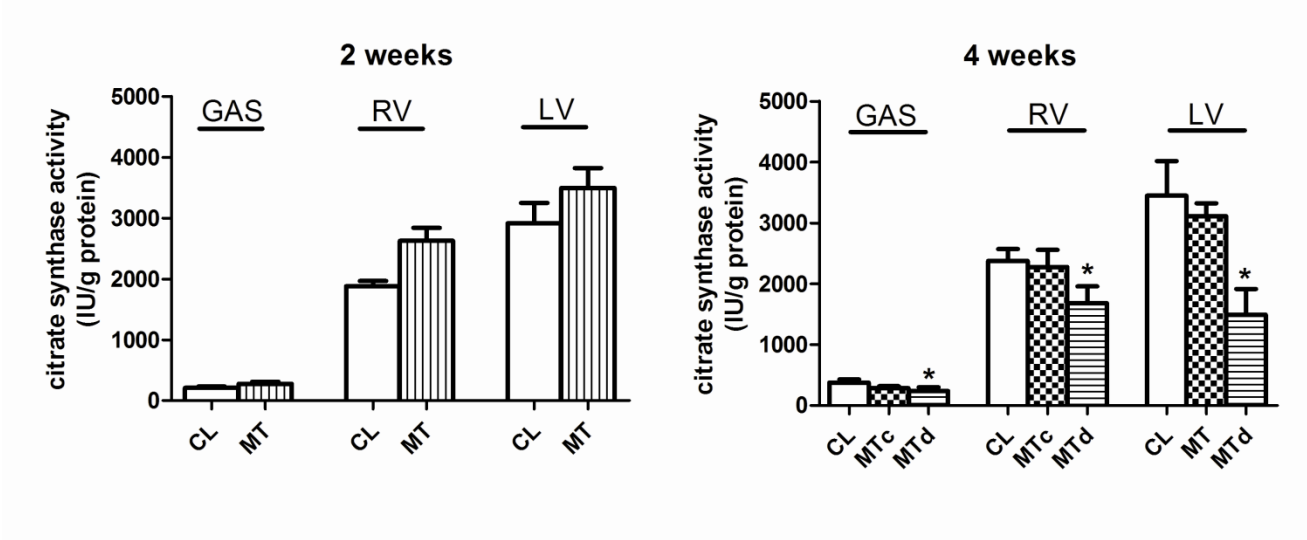 2 weeks
citrate synthase activity
(IU/g protein)
5000
4000
3000
2000
1000
0
GAS
RV
LV
CL
MT
CL
MT
CL
MT
4 weeks
citrate synthase activity
(IU/g protein)
5000
4000
3000
2000
1000
0
GAS
RV
LV
*
*
*
CL
MTc
MTd
CL
MTc
MTd
CL
MT
MTd